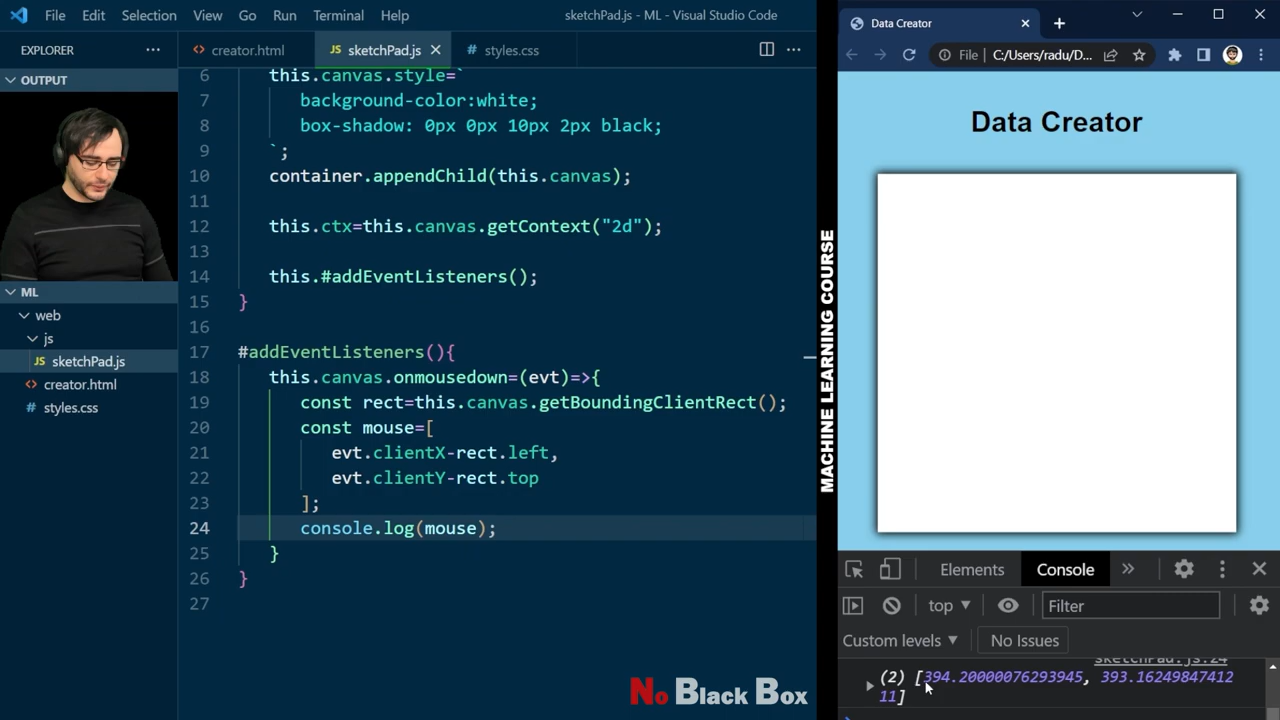 File Edit Selection View Go Run Terminal Help
sketchPad.js - ML - Visual Studio Code
EXPLORER
OUTPUT
ML
web
js
JS sketchPad.js
<> creator.html
# styles.css
<> creator.html
JS sketchPad.js
# styles.css
6 this.canvas.style=`
7 background-color:white;
8 box-shadow: 0px 0px 10px 2px black;
9 `;
10 container.appendChild(this.canvas);
11
12 this.ctx=this.canvas.getContext("2d");
13
14 this.#addEventListeners();
15 }
16
17 #addEventListeners(){
18 this.canvas.onmousedown=(evt)=>{
19 const rect=this.canvas.getBoundingClientRect();
20 const mouse=[
21 evt.clientX-rect.left,
22 evt.clientY-rect.top
23 ];
24 console.log(mouse);
25 }
26 }
27
No Black Box
MACHINE LEARNING COURSE
Data Creator
File C:/Users/radu/D...
Data Creator
Elements Console
top Filter
Custom levels No Issues
sketchPad.js:24
(2) [394.20000076293945, 393.16249847412
11]